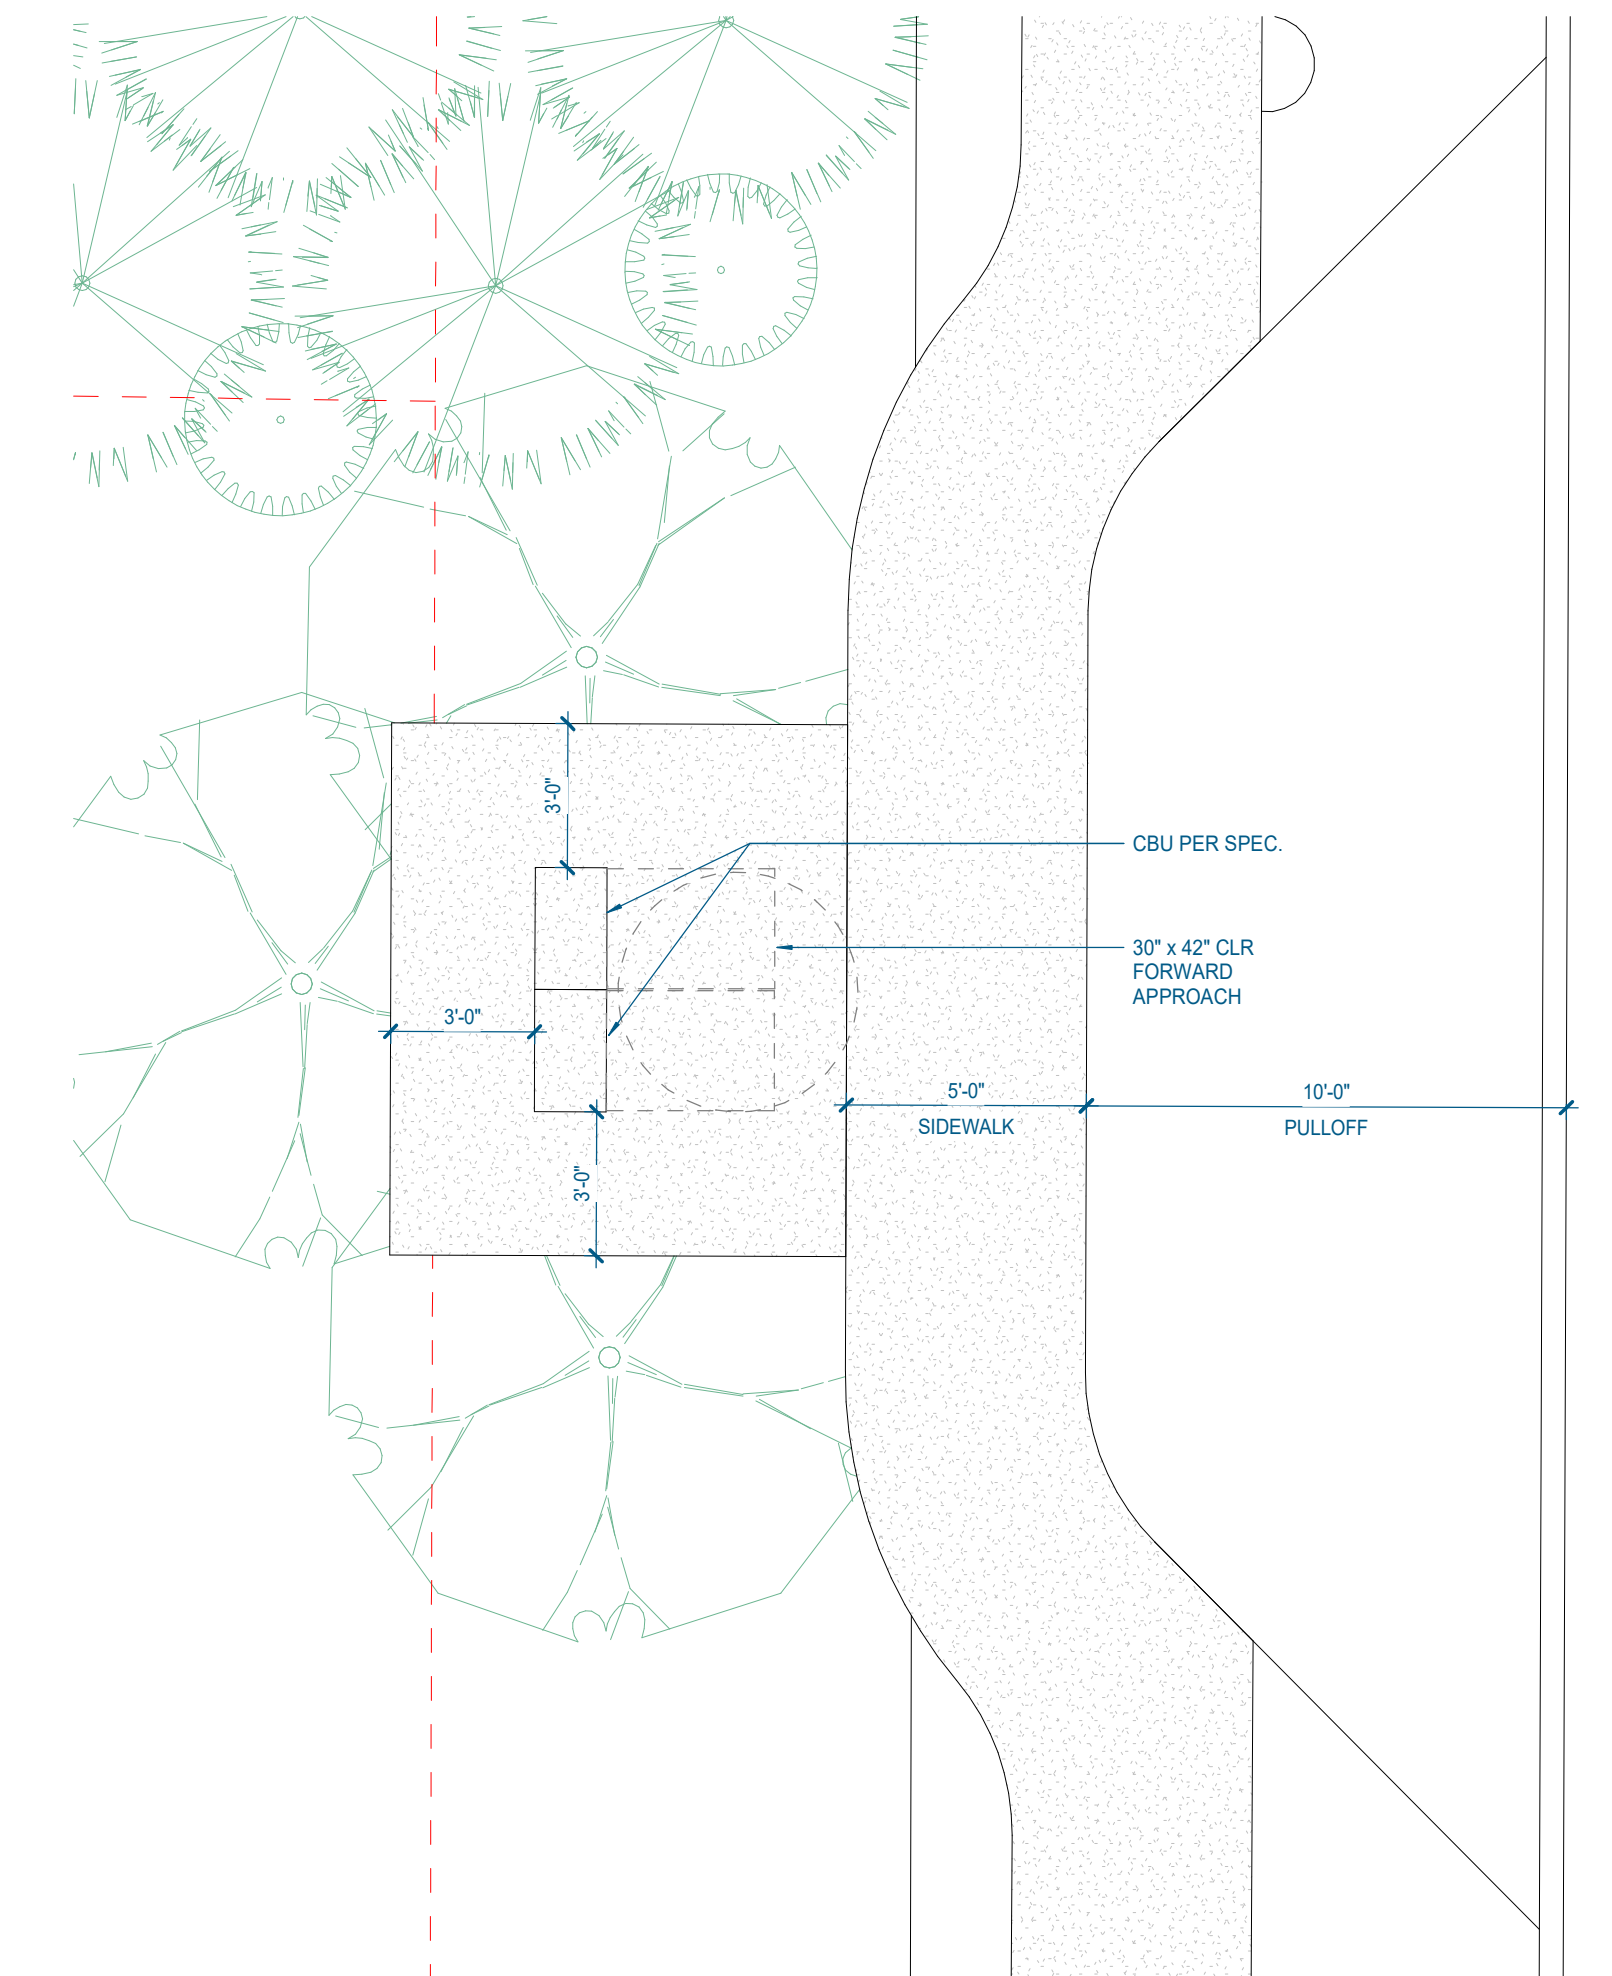 3'-0"
CBU PER SPEC.
30" x 42" CLR
FORWARD
APPROACH
3'-0"
5'-0"
SIDEWALK
10'-0"
PULLOFF
3'-0"